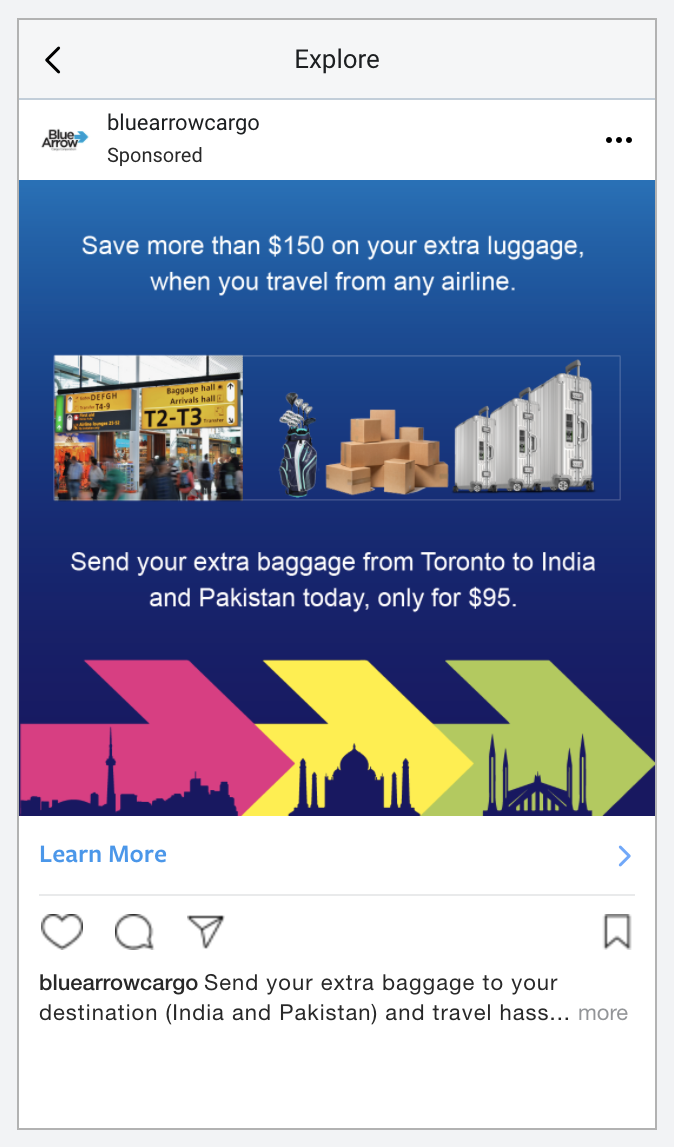 Explore
Blue
Arrow
bluearrowcargo
Sponsored
Save more than $150 on your extra luggage,
when you travel from any airline.
DEFGH
T4-9
Baggage hall
Arrivals hall
T2-T3
Send your extra baggage from Toronto to India
and Pakistan today, only for $95.
Learn More
bluearrowcargo Send your extra baggage to your
destination (India and Pakistan) and travel hass... more